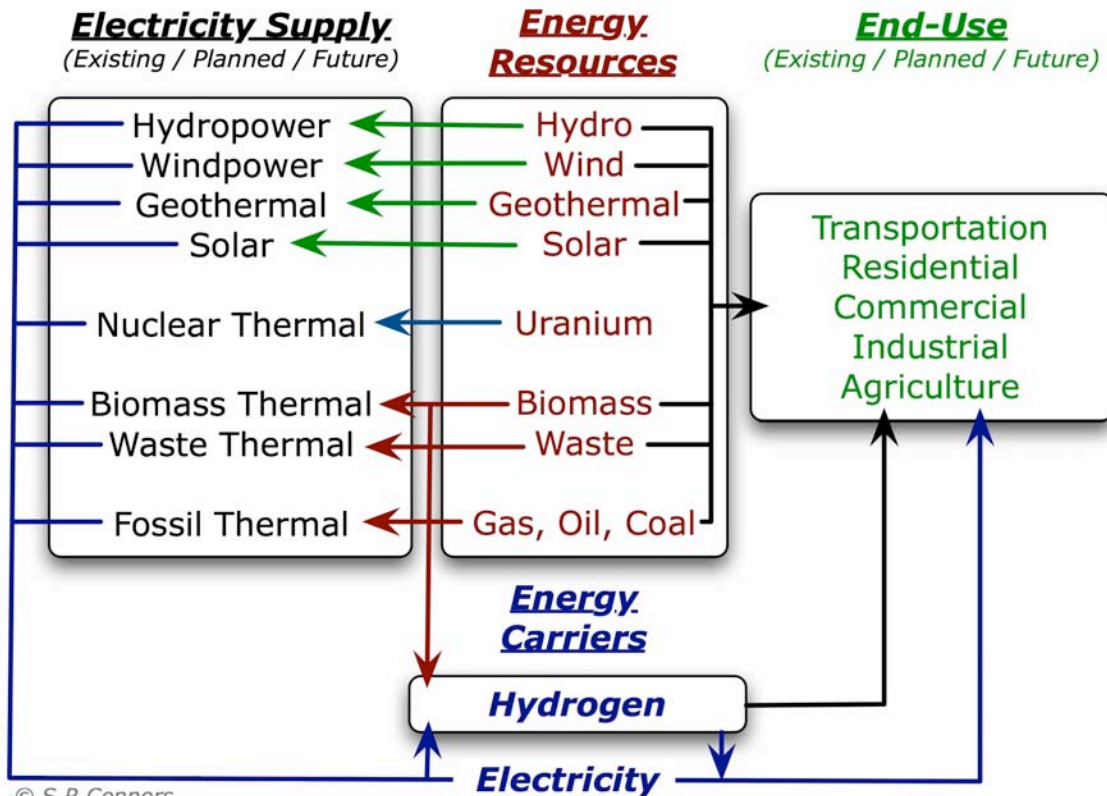 Electricity Supply
(Existing / Planned / Future)
Energy
Resources
End-Use
(Existing / Planned / Future)
Hydropower
Windpower
Geothermal
Solar
Nuclear Thermal
Biomass Thermal
Waste Thermal
Fossil Thermal
Hydro
Wind
Geothermal
Solar
Uranium
Biomass
Waste
Gas, Oil, Coal
Transportation
Residential
Commercial
Industrial
Agriculture
Energy
Carriers
Hydrogen
Electricity
© S.R.Connors